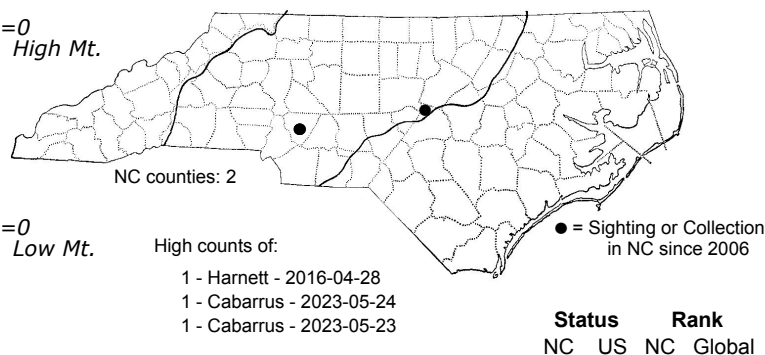 =0
High Mt.
NC counties: 2
=0
Low Mt.
High counts of:
1 - Harnett - 2016-04-28
1 - Cabarrus - 2023-05-24
1 - Cabarrus - 2023-05-23
● = Sighting or Collection
in NC since 2006
Status Rank
NC US NC Global